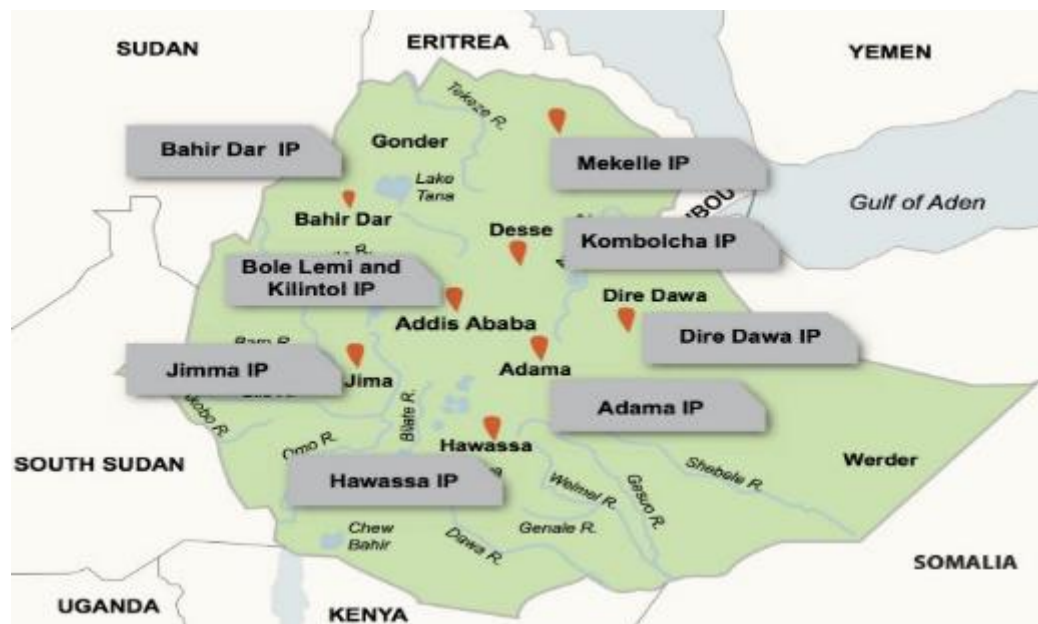 SUDAN
ERITREA
YEMEN
Tekeze R.
Gonder
Bahir Dar IP
Mekelle IP
Lake
Tana
Gulf of Aden
Bahir Dar
Desse
Kombolcha IP
Bole Lemi and
Kilintol IP
Dire Dawa
Addis Ababa
Dire Dawa IP
Jimma IP
Jima
Adama
Adama IP
Bilate R.
Hawassa
Omo R.
SOUTH SUDAN
Shebele R.
Werder
Hawassa IP
Welmel R.
Gasuo R.
Genale R.
Chew
Bahir
Dawa R.
SOMALIA
UGANDA
KENYA